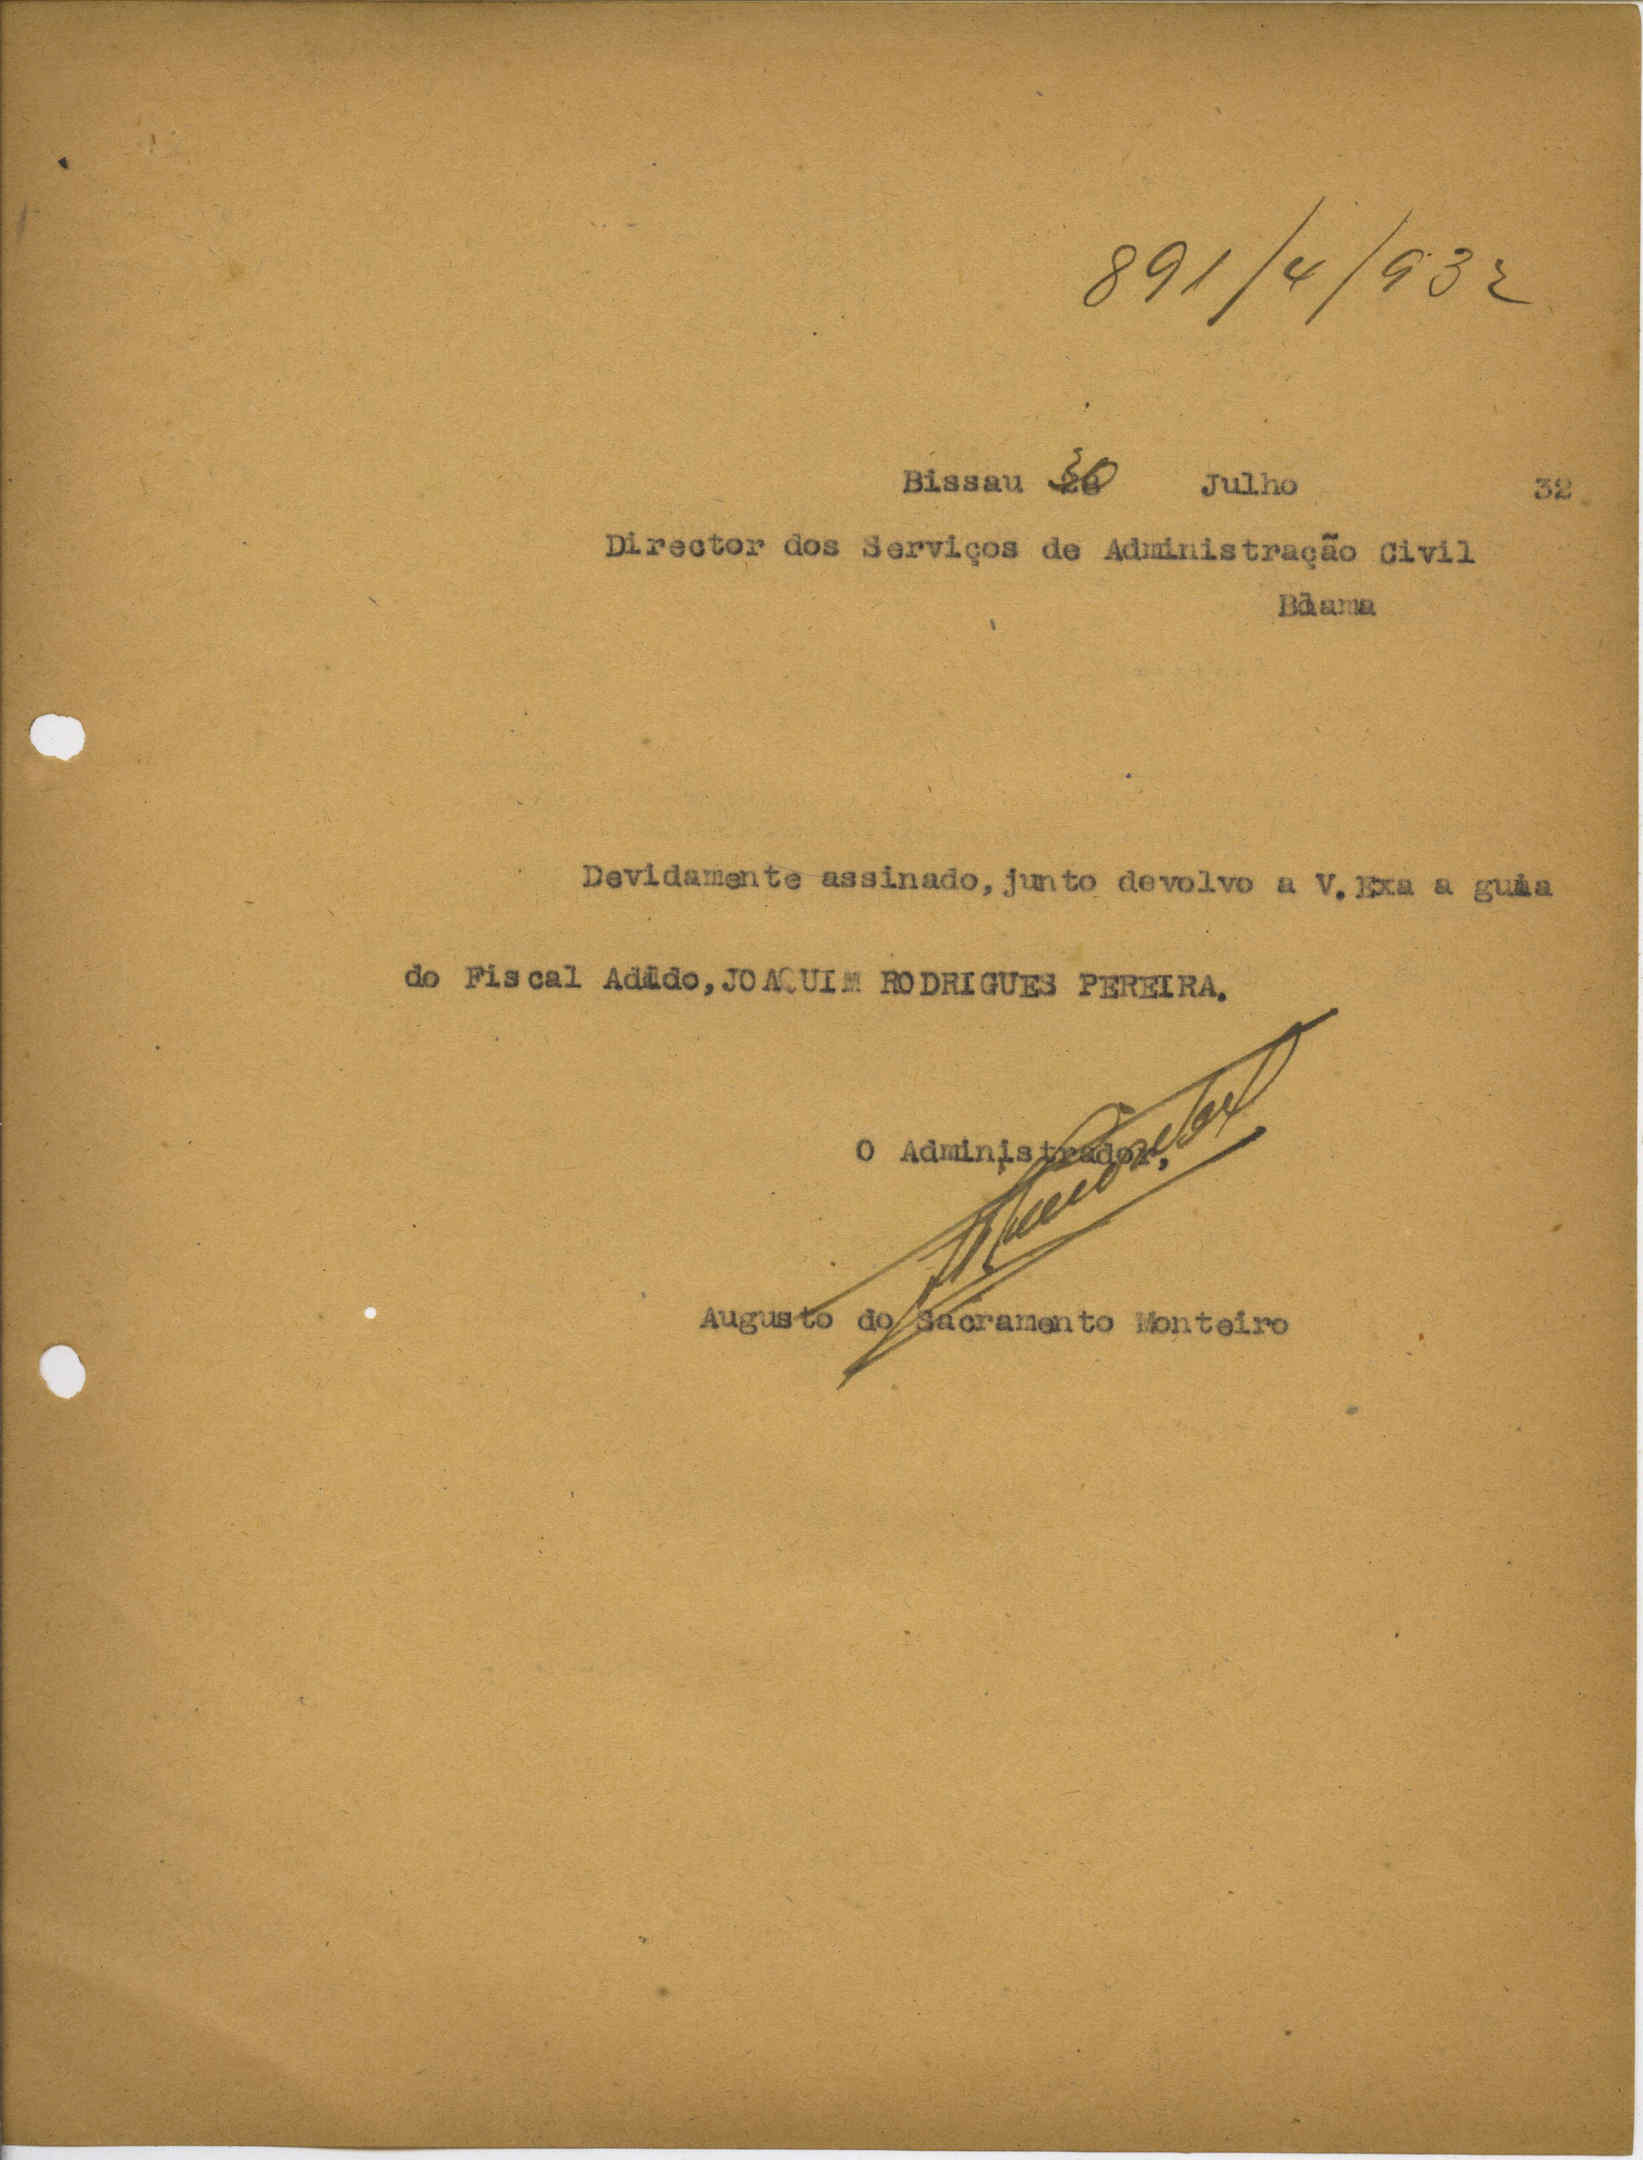 891/4/932
Bissau 30 Julho 32
Director dos Serviços de Administração Civil
Bolama
Devidamente assinado, junto devolvo a V. Exa a guia
do Fiscal Adido, JOAQUIM RODRIGUES PEREIRA.
O Administrador,
Augusto do Sacramento Monteiro